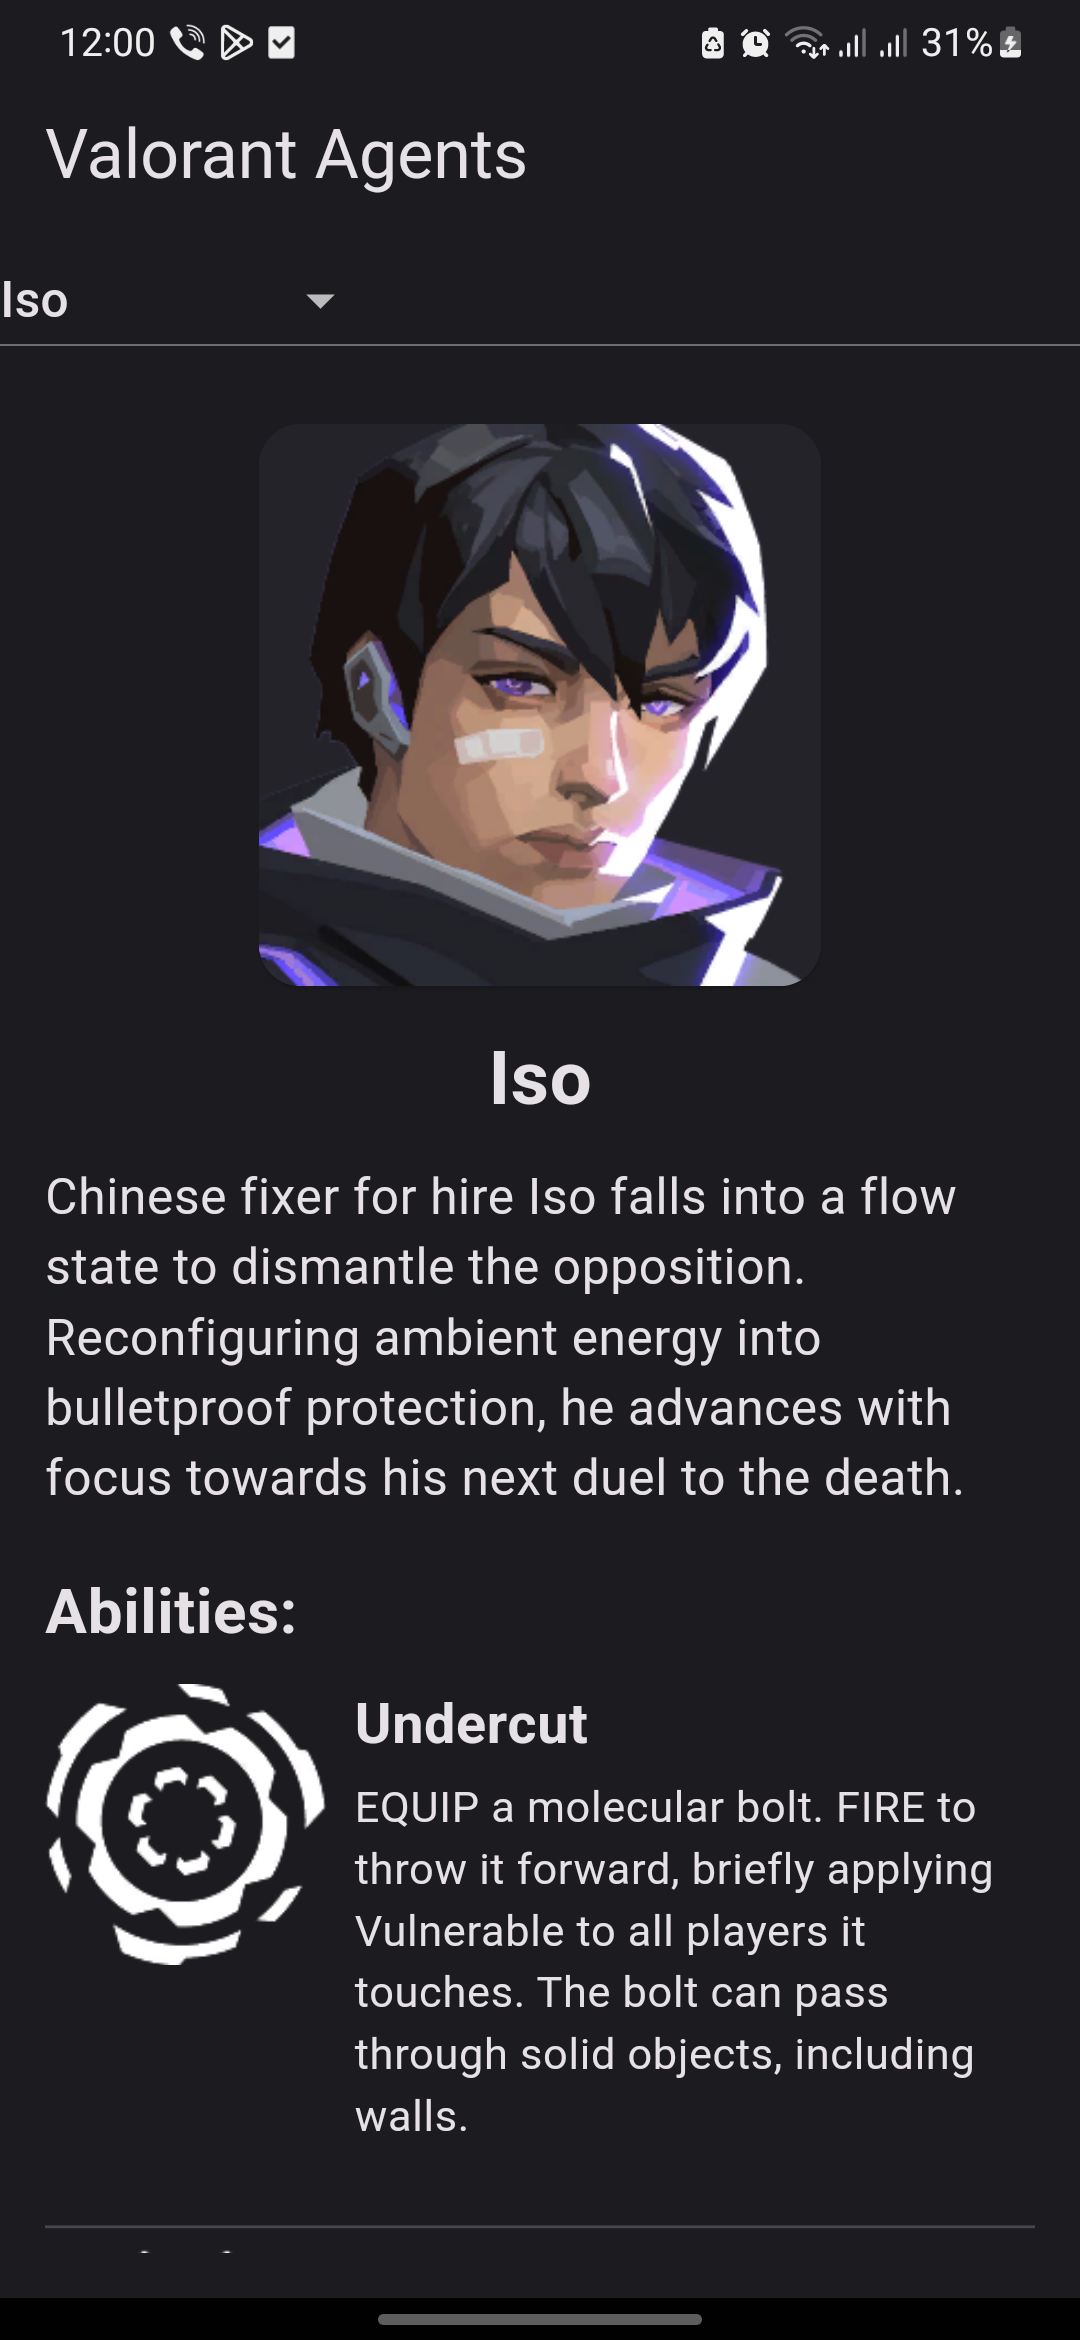 12:00
31%
Valorant Agents
Iso
Iso
Chinese fixer for hire Iso falls into a flow
state to dismantle the opposition.
Reconfiguring ambient energy into
bulletproof protection, he advances with
focus towards his next duel to the death.
Abilities:
Undercut
EQUIP a molecular bolt. FIRE to
throw it forward, briefly applying
Vulnerable to all players it
touches. The bolt can pass
through solid objects, including
walls.